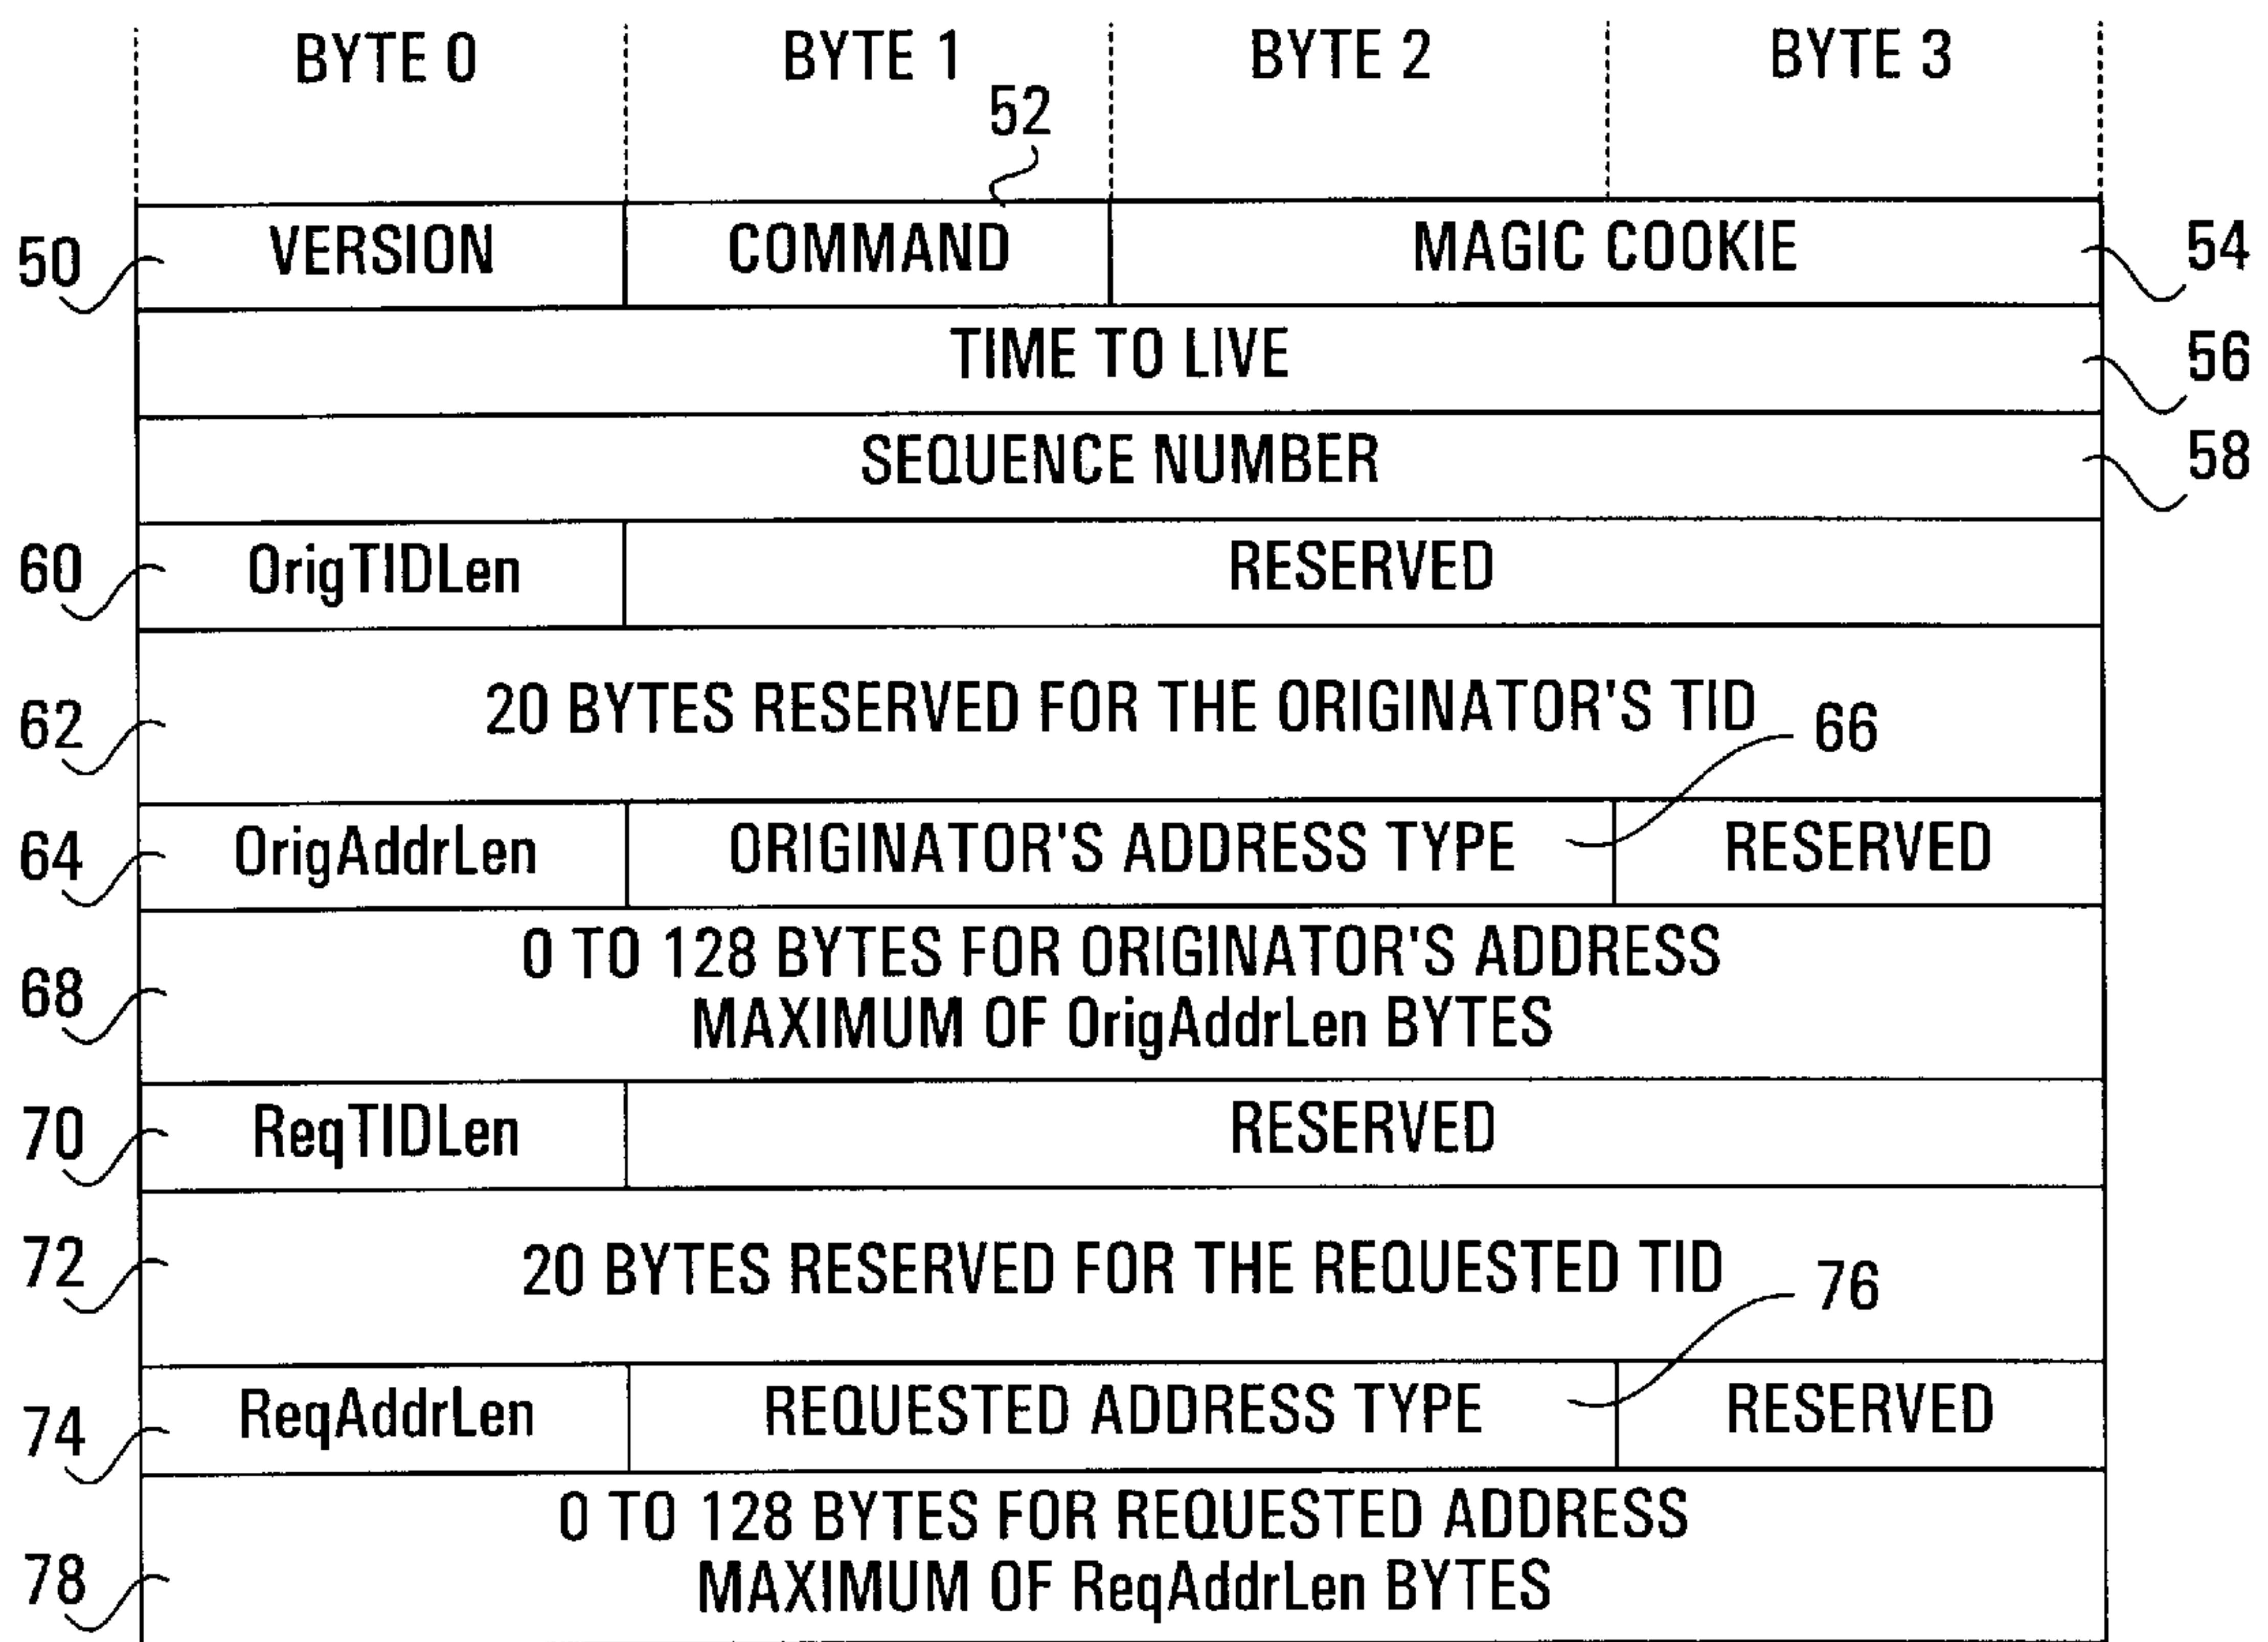 BYTE 0 BYTE 1 BYTE 2 BYTE 3
52
50 VERSION COMMAND MAGIC COOKIE 54
TIME TO LIVE 56
SEQUENCE NUMBER 58
60 OrigTIDLen RESERVED
62 20 BYTES RESERVED FOR THE ORIGINATOR'S TID 66
64 OrigAddrLen ORIGINATOR'S ADDRESS TYPE RESERVED
0 TO 128 BYTES FOR ORIGINATOR'S ADDRESS
68 MAXIMUM OF OrigAddrLen BYTES
70 ReqTIDLen RESERVED
72 20 BYTES RESERVED FOR THE REQUESTED TID 76
74 ReqAddrLen REQUESTED ADDRESS TYPE RESERVED
0 TO 128 BYTES FOR REQUESTED ADDRESS
78 MAXIMUM OF ReqAddrLen BYTES